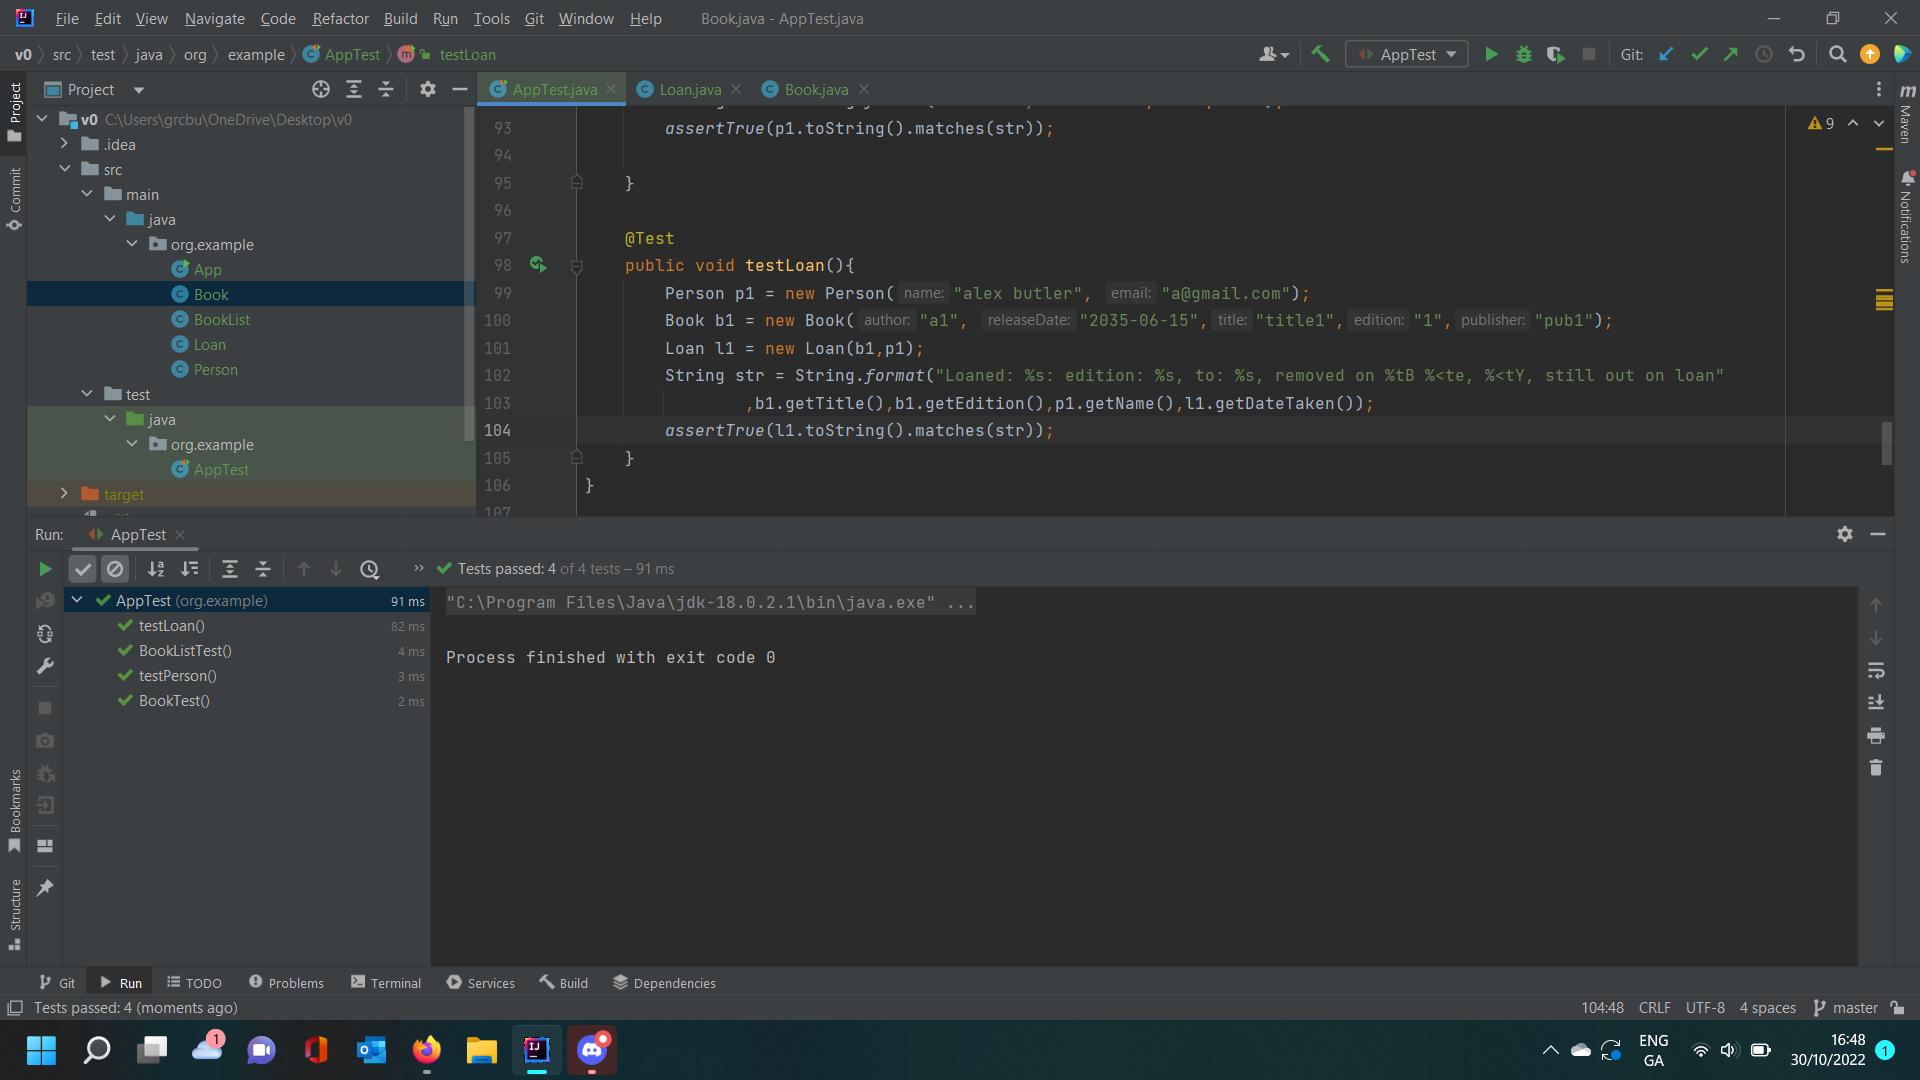 File Edit View Navigate Code Refactor Build Run Tools Git Window Help Book.java - AppTest.java
v0 src test java org example AppTest testLoan AppTest Git:
Project
AppTest.java Loan.java Book.java
v0 C:\Users\grcbu\OneDrive\Desktop\v0
.idea
src
main
java
org.example
App
Book
BookList
Loan
Person
test
java
org.example
AppTest
target
Project
Commit
Bookmarks
Structure
Maven
Notifications
9
93 assertTrue(p1.toString().matches(str));
94
95 }
96
97 @Test
98 public void testLoan(){
99 Person p1 = new Person( name: "alex butler", email: "a@gmail.com");
100 Book b1 = new Book( author: "a1", releaseDate: "2035-06-15", title: "title1", edition: "1", publisher: "pub1");
101 Loan l1 = new Loan(b1,p1);
102 String str = String.format("Loaned: %s: edition: %s, to: %s, removed on %tB %<te, %<tY, still out on loan"
103 ,b1.getTitle(),b1.getEdition(),p1.getName(),l1.getDateTaken());
104 assertTrue(l1.toString().matches(str));
105 }
106 }
107
Run: AppTest
Tests passed: 4 of 4 tests – 91 ms
AppTest (org.example) 91 ms
testLoan() 82 ms
BookListTest() 4 ms
testPerson() 3 ms
BookTest() 2 ms
"C:\Program Files\Java\jdk-18.0.2.1\bin\java.exe" ...
Process finished with exit code 0
Git Run TODO Problems Terminal Services Build Dependencies
Tests passed: 4 (moments ago) 104:48 CRLF UTF-8 4 spaces master
1
ENG
GA
16:48
30/10/2022
1